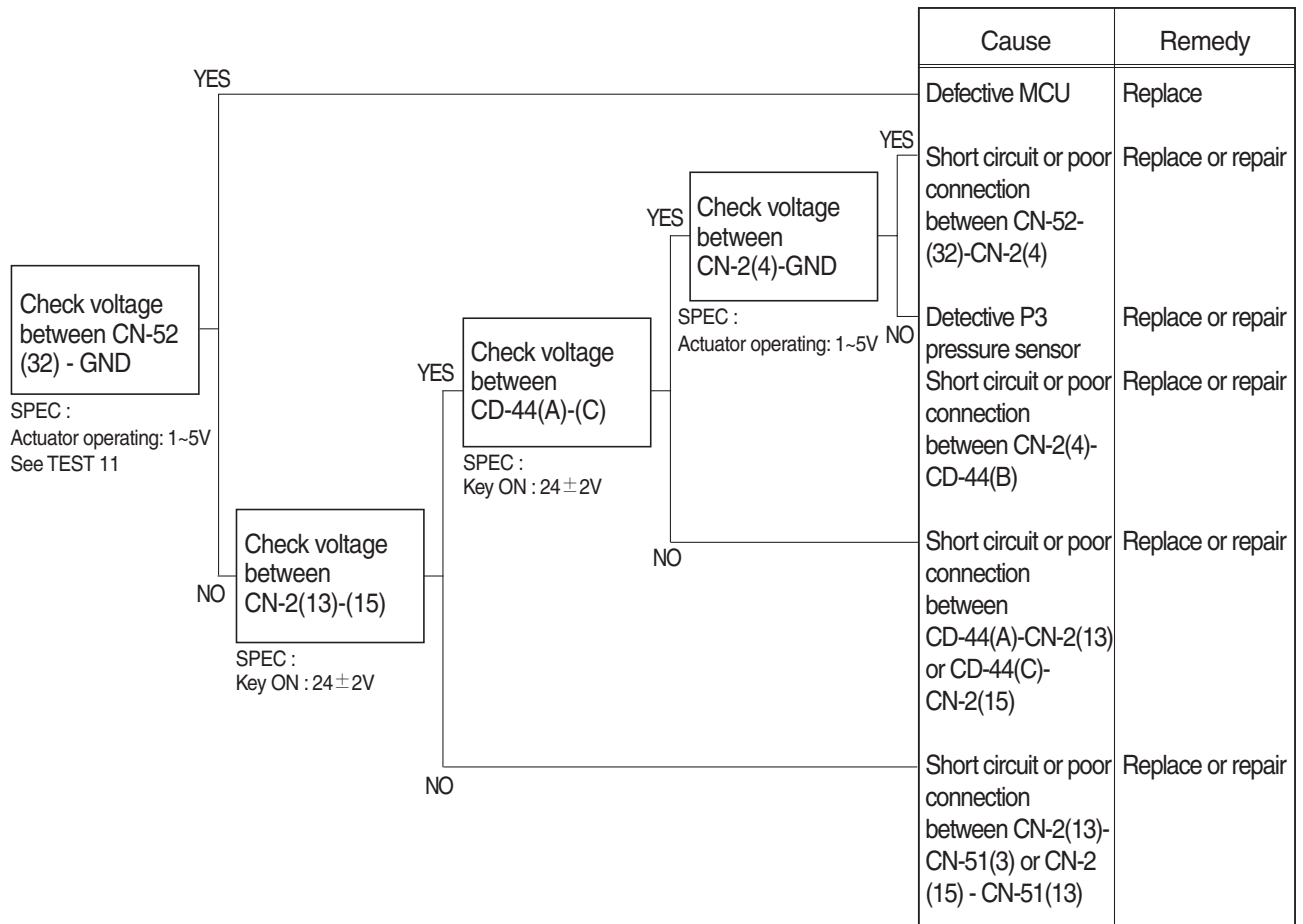 Cause
Remedy
YES
Defective MCU
Replace
YES
Short circuit or poor
connection
between CN-52-
(32)-CN-2(4)
Replace or repair
YES
Check voltage
between
CN-2(4)-GND
SPEC :
Actuator operating: 1~5V
NO
Detective P3
pressure sensor
Replace or repair
Short circuit or poor
connection
between CN-2(4)-
CD-44(B)
Replace or repair
Check voltage
between CN-52
(32) - GND
SPEC :
Actuator operating: 1~5V
See TEST 11
YES
Check voltage
between
CD-44(A)-(C)
SPEC :
Key ON : 24±2V
NO
Short circuit or poor
connection
between
CD-44(A)-CN-2(13)
or CD-44(C)-
CN-2(15)
Replace or repair
NO
Check voltage
between
CN-2(13)-(15)
SPEC :
Key ON : 24±2V
NO
Short circuit or poor
connection
between CN-2(13)-
CN-51(3) or CN-2
(15) - CN-51(13)
Replace or repair